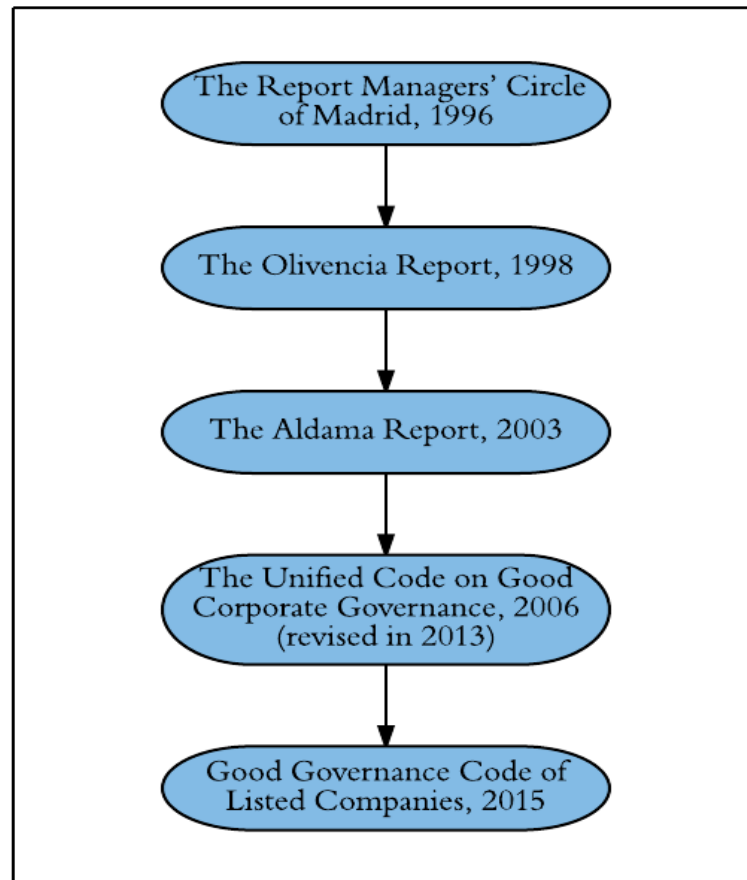 The Report Managers' Circle
of Madrid, 1996
The Olivencia Report, 1998
The Aldama Report, 2003
The Unified Code on Good
Corporate Governance, 2006
(revised in 2013)
Good Governance Code of
Listed Companies, 2015